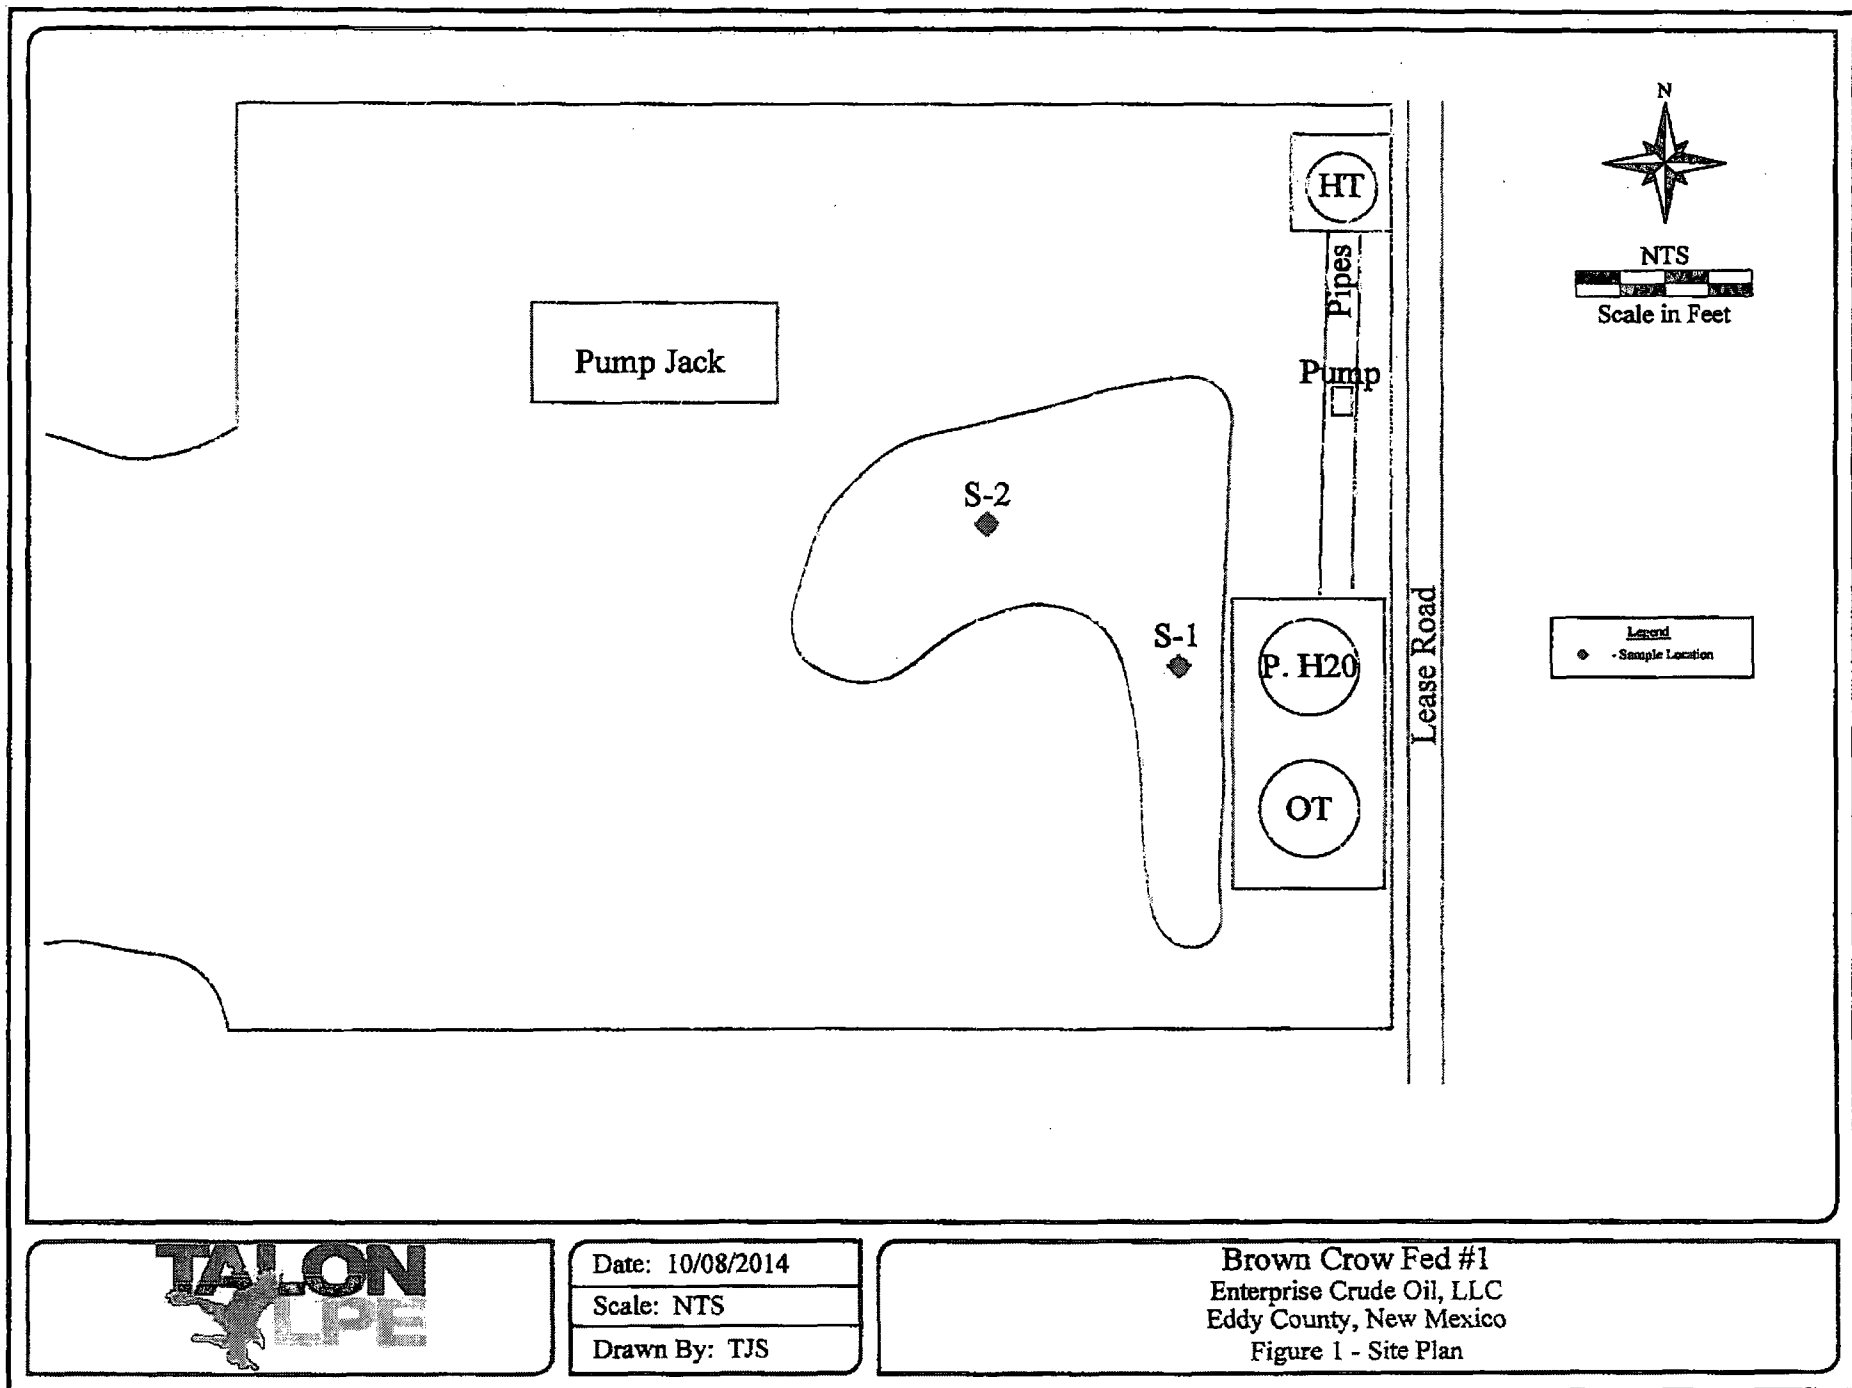 N
HT
NTS
Scale in Feet
Pipes
Pump Jack
Pump
S-2
S-1
P. H20
OT
Lease Road
Legend
- Sample Location
TALON
LPE
Date: 10/08/2014
Scale: NTS
Drawn By: TJS
Brown Crow Fed #1
Enterprise Crude Oil, LLC
Eddy County, New Mexico
Figure 1 - Site Plan